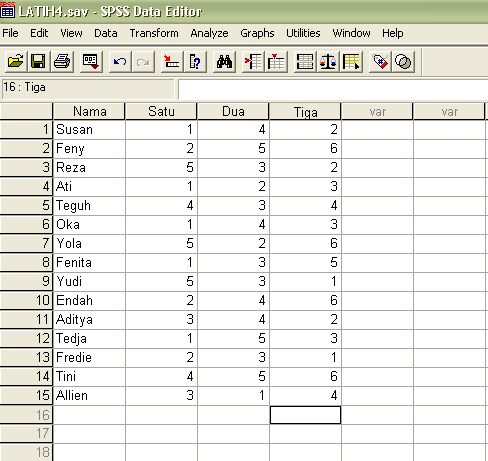 LATIH4.sav - SPSS Data Editor
File Edit View Data Transform Analyze Graphs Utilities Window Help
16 : Tiga
Nama Satu Dua Tiga var var
1 Susan 1 4 2
2 Feny 2 5 6
3 Reza 5 3 2
4 Ati 1 2 3
5 Teguh 4 3 4
6 Oka 1 4 3
7 Yola 5 2 6
8 Fenita 1 3 5
9 Yudi 5 3 1
10 Endah 2 4 6
11 Aditya 3 4 2
12 Tedja 1 5 3
13 Fredie 2 3 1
14 Tini 4 5 6
15 Allien 3 1 4
16
17
18